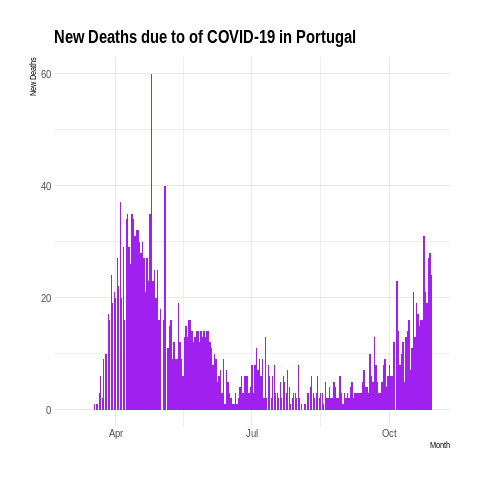 New Deaths due to of COVID-19 in Portugal
New Deaths
60
40
20
0
Apr
Jul
Oct
Month